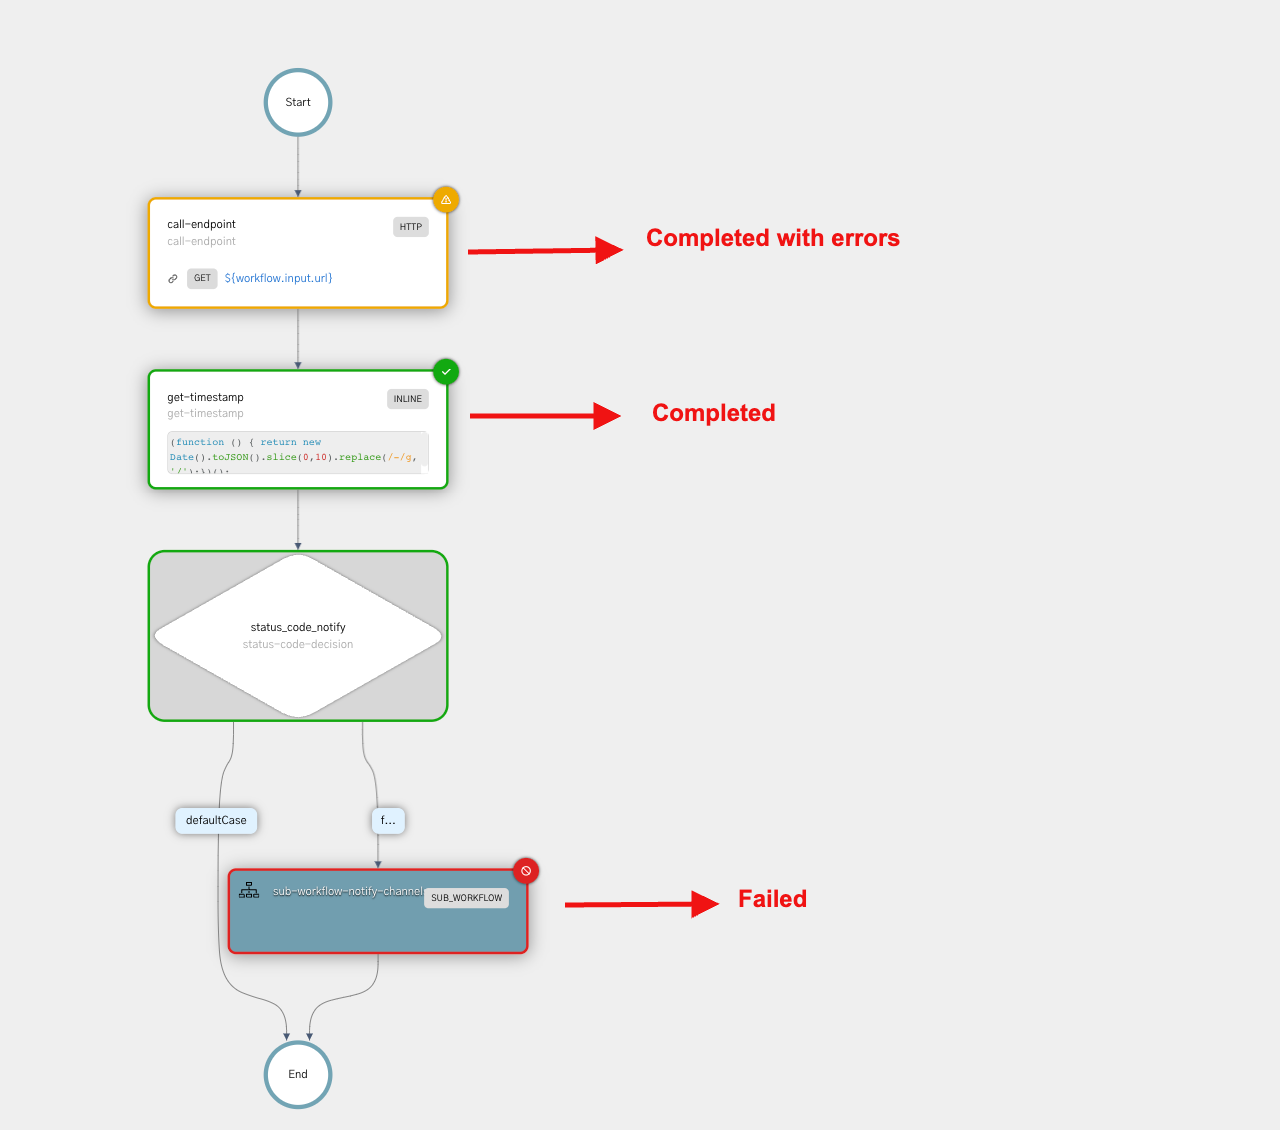 Start
call-endpoint
HTTP
call-endpoint
Completed with errors
GET ${workflow.input.url}
get-timestamp
INLINE
get-timestamp
Completed
(function () { return new
Date().toJSON().slice(0,10).replace(/-/g,
'/');})();
status_code_notify
status-code-decision
defaultCase
f...
sub-workflow-notify-channel
SUB_WORKFLOW
Failed
End